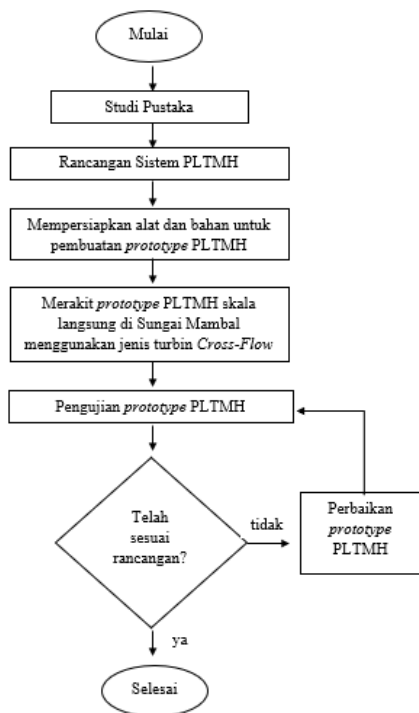 Mulai
Studi Pustaka
Rancangan Sistem PLTMH
Mempersiapkan alat dan bahan untuk
pembuatan prototype PLTMH
Merakit prototype PLTMH skala
langsung di Sungai Mambal
menggunakan jenis turbin Cross-Flow
Pengujian prototype PLTMH
Telah
sesuai
rancangan?
tidak
Perbaikan
prototype
PLTMH
ya
Selesai